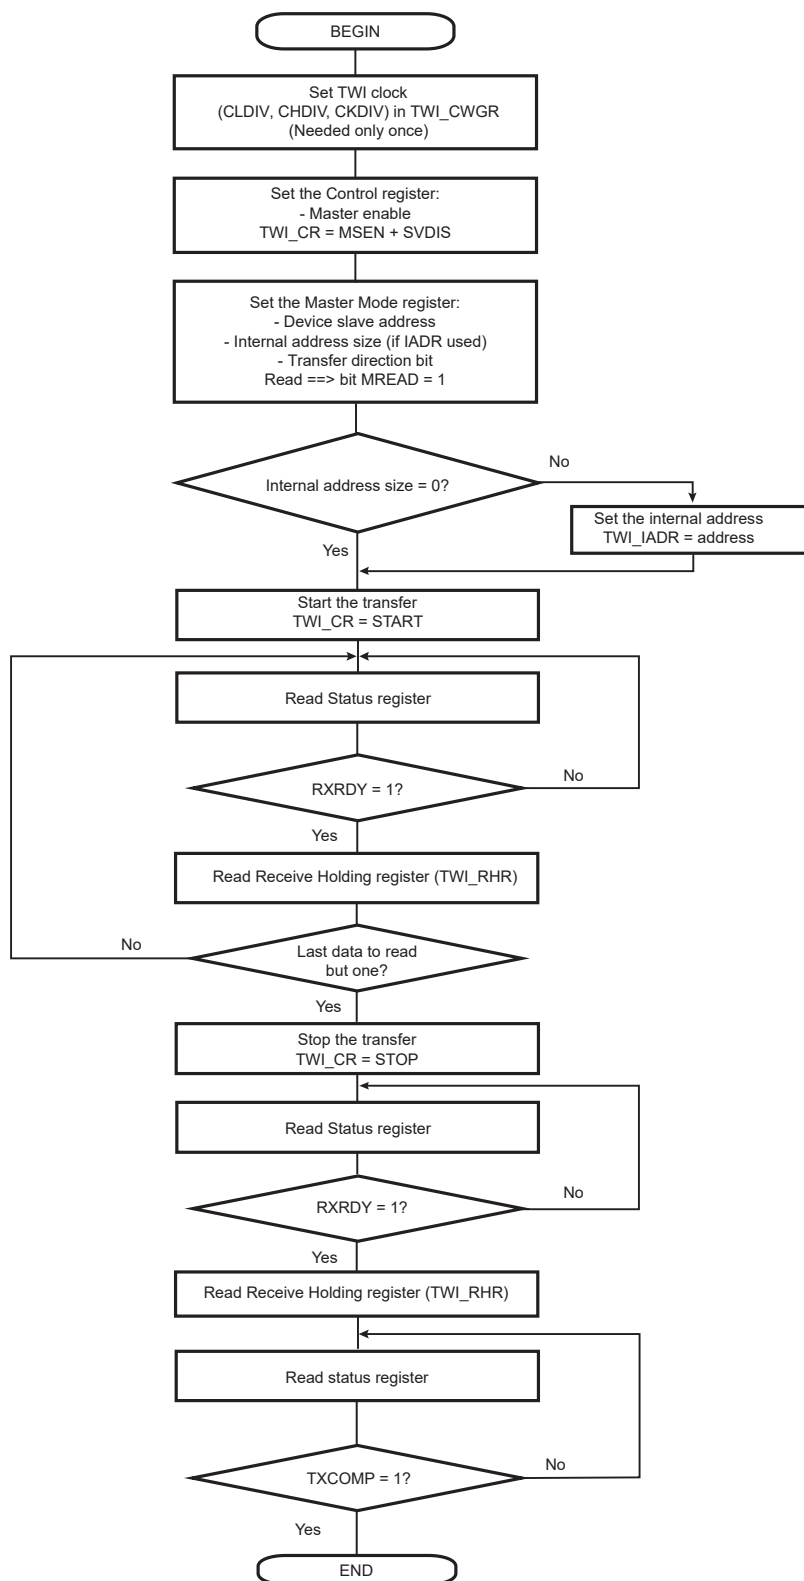 BEGIN
Set TWI clock
(CLDIV, CHDIV, CKDIV) in TWI_CWGR
(Needed only once)
Set the Control register:
- Master enable
TWI_CR = MSEN + SVDIS
Set the Master Mode register:
- Device slave address
- Internal address size (if IADR used)
- Transfer direction bit
Read ==> bit MREAD = 1
Internal address size = 0?
No
Set the internal address
TWI_IADR = address
Yes
Start the transfer
TWI_CR = START
Read Status register
RXRDY = 1?
No
Yes
Read Receive Holding register (TWI_RHR)
No
Last data to read
but one?
Yes
Stop the transfer
TWI_CR = STOP
Read Status register
RXRDY = 1?
No
Yes
Read Receive Holding register (TWI_RHR)
Read status register
TXCOMP = 1?
No
Yes
END